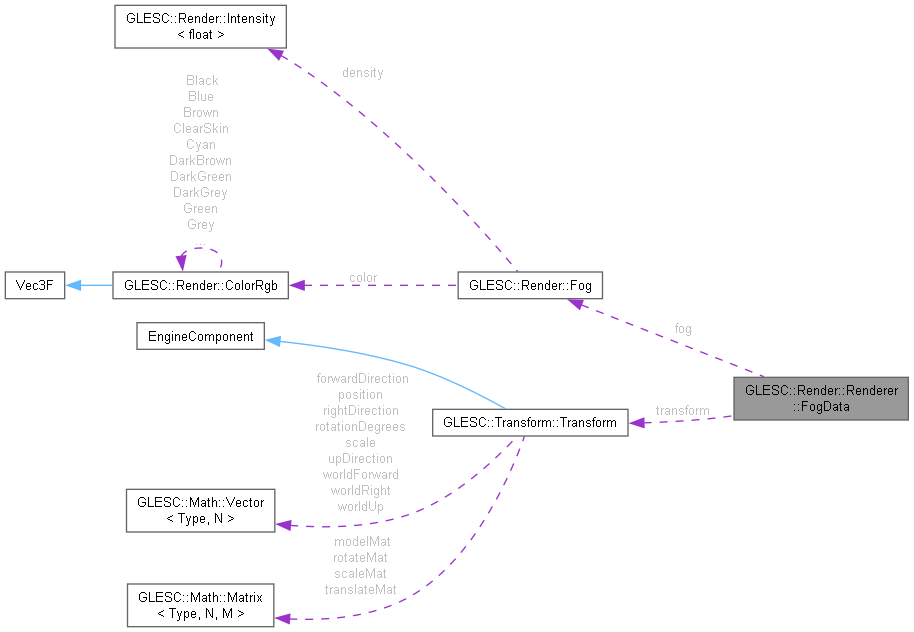 GLESC::Render::Intensity
< float >
density
Black
Blue
Brown
ClearSkin
Cyan
DarkBrown
DarkGreen
DarkGrey
Green
Grey
...
Vec3F
GLESC::Render::ColorRgb
color
GLESC::Render::Fog
fog
EngineComponent
GLESC::Render::Renderer
::FogData
transform
GLESC::Transform::Transform
forwardDirection
position
rightDirection
rotationDegrees
scale
upDirection
worldForward
worldRight
worldUp
GLESC::Math::Vector
< Type, N >
modelMat
rotateMat
scaleMat
translateMat
GLESC::Math::Matrix
< Type, N, M >